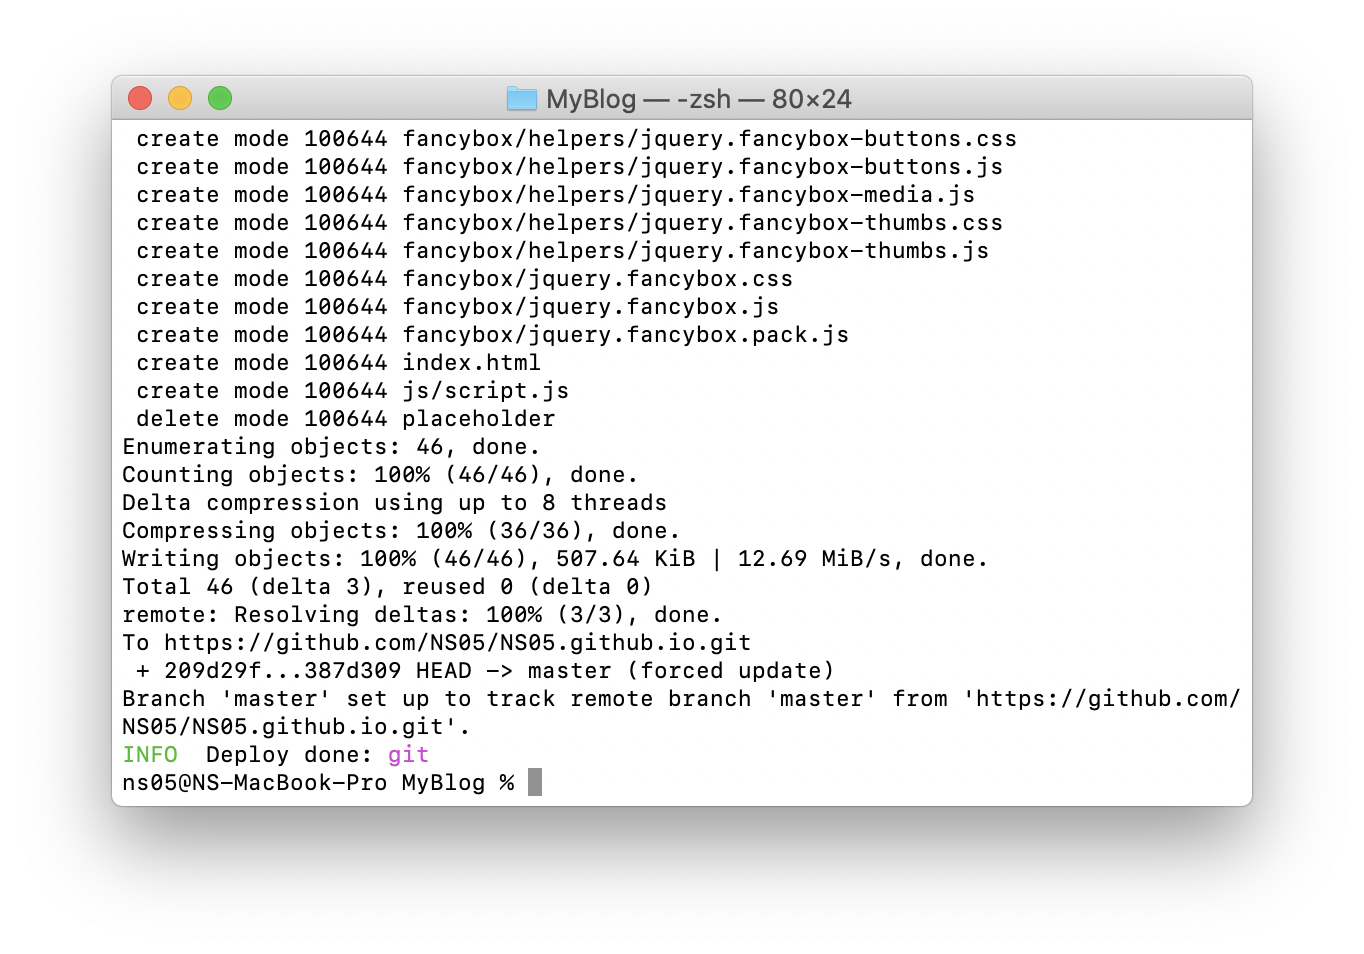 MyBlog — -zsh — 80×24
create mode 100644 fancybox/helpers/jquery.fancybox-buttons.css
create mode 100644 fancybox/helpers/jquery.fancybox-buttons.js
create mode 100644 fancybox/helpers/jquery.fancybox-media.js
create mode 100644 fancybox/helpers/jquery.fancybox-thumbs.css
create mode 100644 fancybox/helpers/jquery.fancybox-thumbs.js
create mode 100644 fancybox/jquery.fancybox.css
create mode 100644 fancybox/jquery.fancybox.js
create mode 100644 fancybox/jquery.fancybox.pack.js
create mode 100644 index.html
create mode 100644 js/script.js
delete mode 100644 placeholder
Enumerating objects: 46, done.
Counting objects: 100% (46/46), done.
Delta compression using up to 8 threads
Compressing objects: 100% (36/36), done.
Writing objects: 100% (46/46), 507.64 KiB | 12.69 MiB/s, done.
Total 46 (delta 3), reused 0 (delta 0)
remote: Resolving deltas: 100% (3/3), done.
To https://github.com/NS05/NS05.github.io.git
+ 209d29f...387d309 HEAD -> master (forced update)
Branch 'master' set up to track remote branch 'master' from 'https://github.com/
NS05/NS05.github.io.git'.
INFO  Deploy done: git
ns05@NS-MacBook-Pro MyBlog %